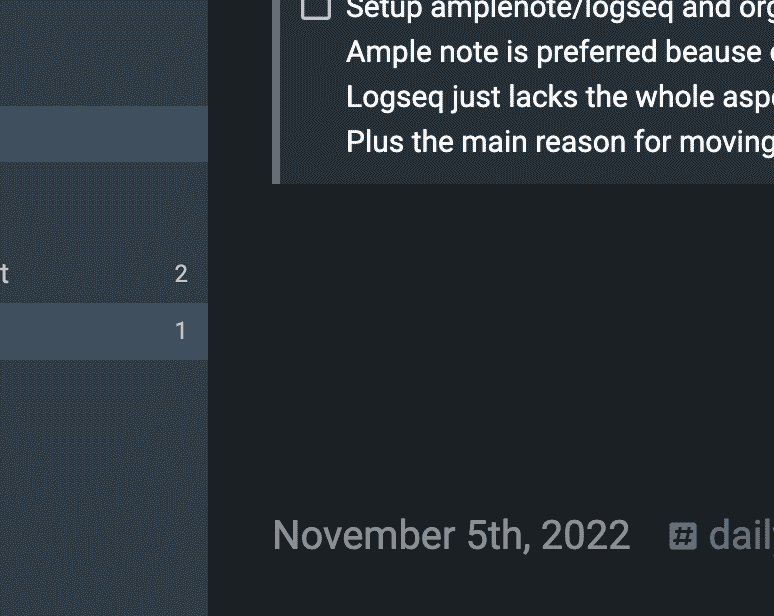 Setup amplenote/logseq and org
Ample note is preferred beause
Logseq just lacks the whole asp
Plus the main reason for moving
t 2
1
November 5th, 2022 # daily